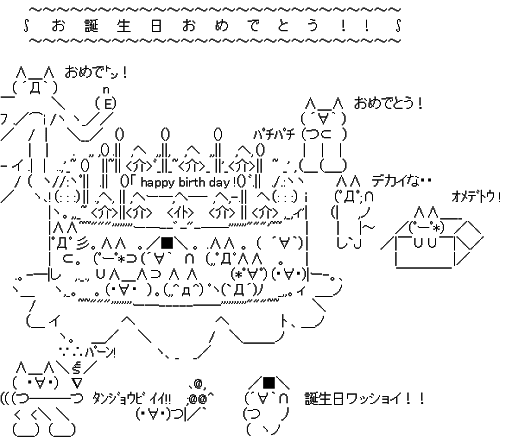 お誕生日おめでとう！！
おめでﾄﾝ！
おめでとう！
ﾊﾟﾁﾊﾟﾁ
happy birth day !
デカイな・・
ｵﾒﾃﾞﾄｳ！
ﾊﾟｰﾝ!
ﾀﾝｼﾞｮｳﾋﾞｲｲ!!
誕生日ワッショイ！！